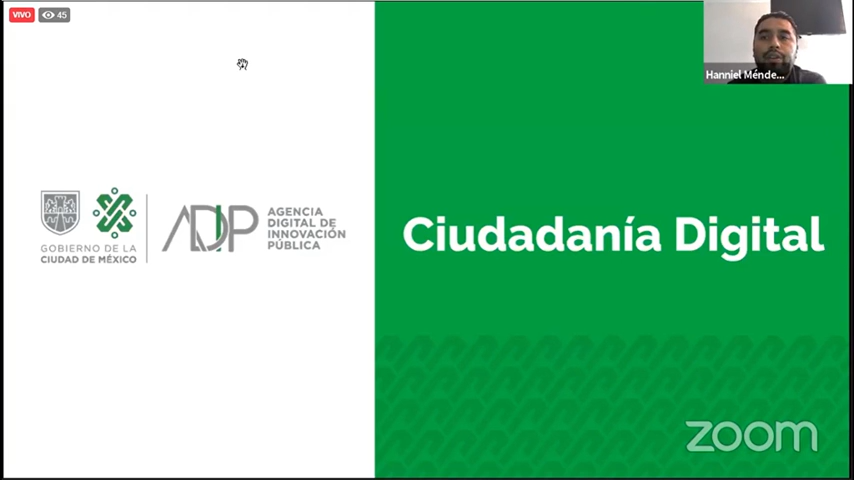 VIVO
45
Hanniel Ménde...
GOBIERNO DE LA
CIUDAD DE MÉXICO
ADIP
AGENCIA
DIGITAL DE
INNOVACIÓN
PÚBLICA
Ciudadanía Digital
zoom